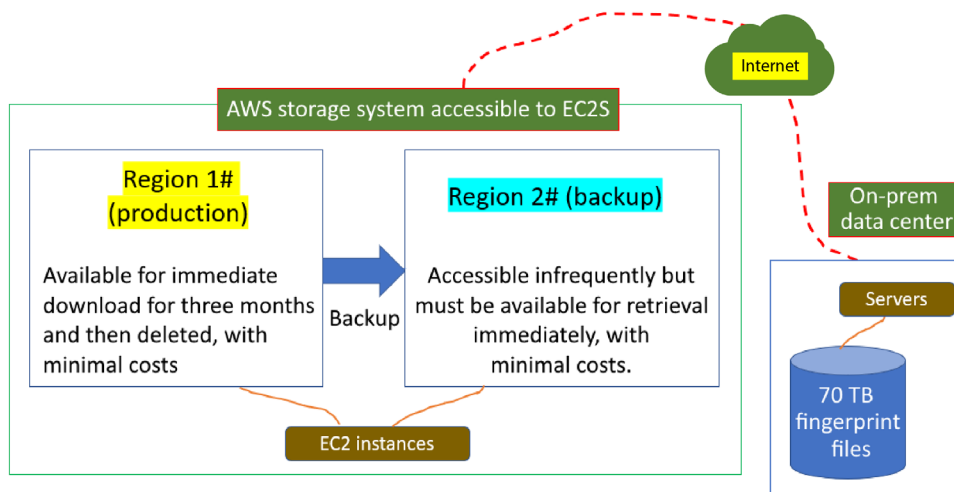 Internet
AWS storage system accessible to EC2S
Region 1#
(production)
Available for immediate
download for three months
and then deleted, with
minimal costs
Backup
Region 2# (backup)
Accessible infrequently but
must be available for retrieval
immediately, with
minimal costs.
EC2 instances
On-prem
data center
Servers
70 TB
fingerprint
files